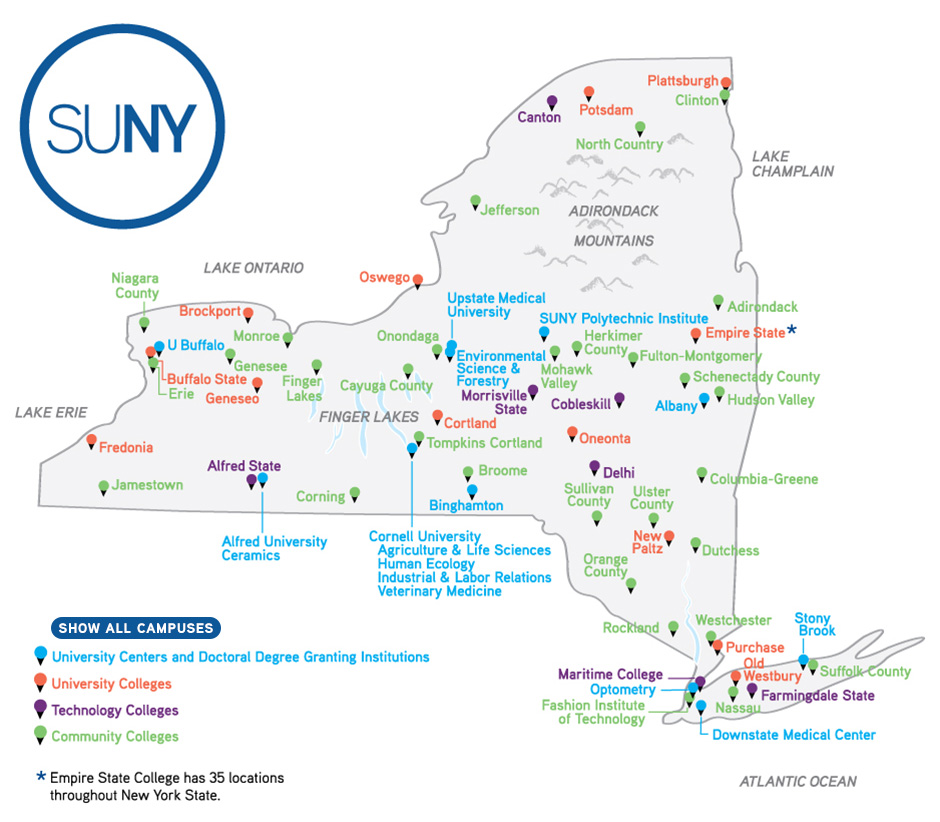 SUNY
Plattsburgh
Clinton
Canton
Potsdam
North Country
LAKE
CHAMPLAIN
Jefferson
ADIRONDACK
MOUNTAINS
LAKE ONTARIO
Oswego
Niagara
County
Brockport
Monroe
U Buffalo
Genesee
Buffalo State
Erie
Geneseo
Finger
Lakes
Cayuga County
Onondaga
Upstate Medical
University
Environmental
Science &
Forestry
SUNY Polytechnic Institute
Herkimer
County
Mohawk
Valley
Adirondack
Empire State*
Fulton-Montgomery
Schenectady County
Hudson Valley
Albany
Morrisville
State
Cobleskill
LAKE ERIE
FINGER LAKES
Cortland
Tompkins Cortland
Oneonta
Fredonia
Jamestown
Alfred State
Corning
Broome
Binghamton
Delhi
Sullivan
County
Ulster
County
Columbia-Greene
Alfred University
Ceramics
Cornell University
Agriculture & Life Sciences
Human Ecology
Industrial & Labor Relations
Veterinary Medicine
New
Paltz
Dutchess
Orange
County
Rockland
Westchester
Purchase
Old
Westbury
Stony
Brook
Suffolk County
Maritime College
Optometry
Fashion Institute
of Technology
Nassau
Farmingdale State
Downstate Medical Center
ATLANTIC OCEAN
SHOW ALL CAMPUSES
University Centers and Doctoral Degree Granting Institutions
University Colleges
Technology Colleges
Community Colleges
* Empire State College has 35 locations
throughout New York State.